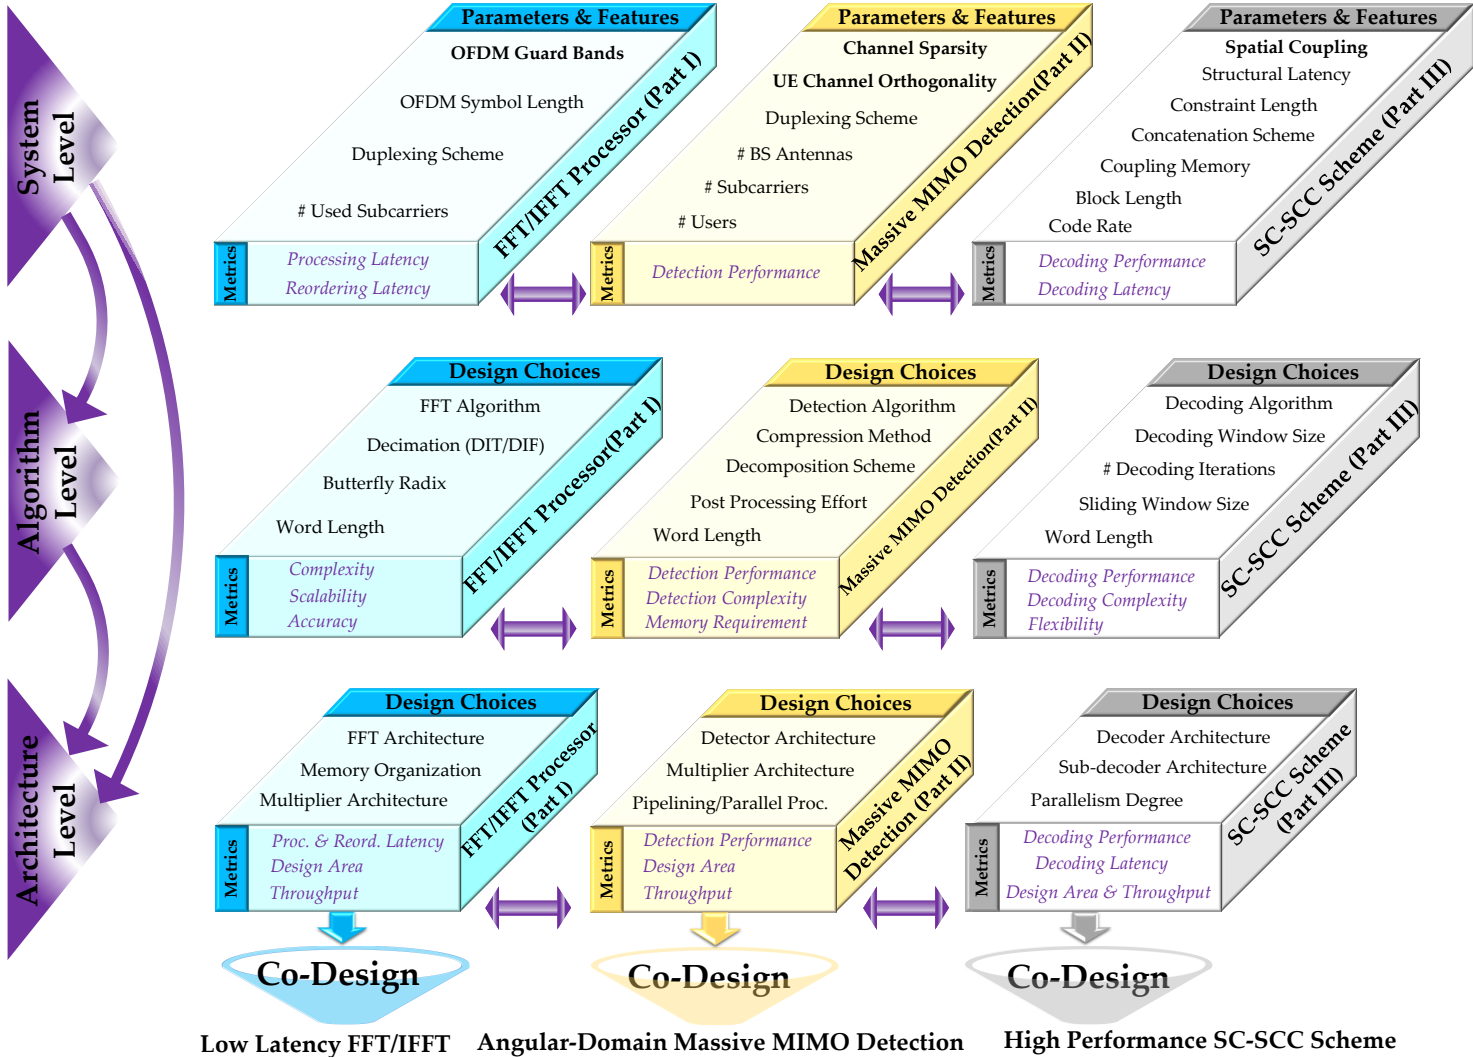 System
Level
Parameters & Features
OFDM Guard Bands
OFDM Symbol Length
Duplexing Scheme
# Used Subcarriers
Metrics
Processing Latency
Reordering Latency
FFT/IFFT Processor (Part I)
Parameters & Features
Channel Sparsity
UE Channel Orthogonality
Duplexing Scheme
# BS Antennas
# Subcarriers
# Users
Metrics
Detection Performance
Massive MIMO Detection(Part II)
Parameters & Features
Spatial Coupling
Structural Latency
Constraint Length
Concatenation Scheme
Coupling Memory
Block Length
Code Rate
Metrics
Decoding Performance
Decoding Latency
SC-SCC Scheme (Part III)
Algorithm
Level
Design Choices
FFT Algorithm
Decimation (DIT/DIF)
Butterfly Radix
Word Length
Metrics
Complexity
Scalability
Accuracy
FFT/IFFT Processor(Part I)
Design Choices
Detection Algorithm
Compression Method
Decomposition Scheme
Post Processing Effort
Word Length
Metrics
Detection Performance
Detection Complexity
Memory Requirement
Massive MIMO Detection(Part II)
Design Choices
Decoding Algorithm
Decoding Window Size
# Decoding Iterations
Sliding Window Size
Word Length
Metrics
Decoding Performance
Decoding Complexity
Flexibility
SC-SCC Scheme (Part III)
Architecture
Level
Design Choices
FFT Architecture
Memory Organization
Multiplier Architecture
Metrics
Proc. & Reord. Latency
Design Area
Throughput
FFT/IFFT Processor
(Part I)
Design Choices
Detector Architecture
Multiplier Architecture
Pipelining/Parallel Proc.
Metrics
Detection Performance
Design Area
Throughput
Massive MIMO
Detection (Part II)
Design Choices
Decoder Architecture
Sub-decoder Architecture
Parallelism Degree
Metrics
Decoding Performance
Decoding Latency
Design Area & Throughput
SC-SCC Scheme
(Part III)
Co-Design
Co-Design
Co-Design
Low Latency FFT/IFFT
Angular-Domain Massive MIMO Detection
High Performance SC-SCC Scheme